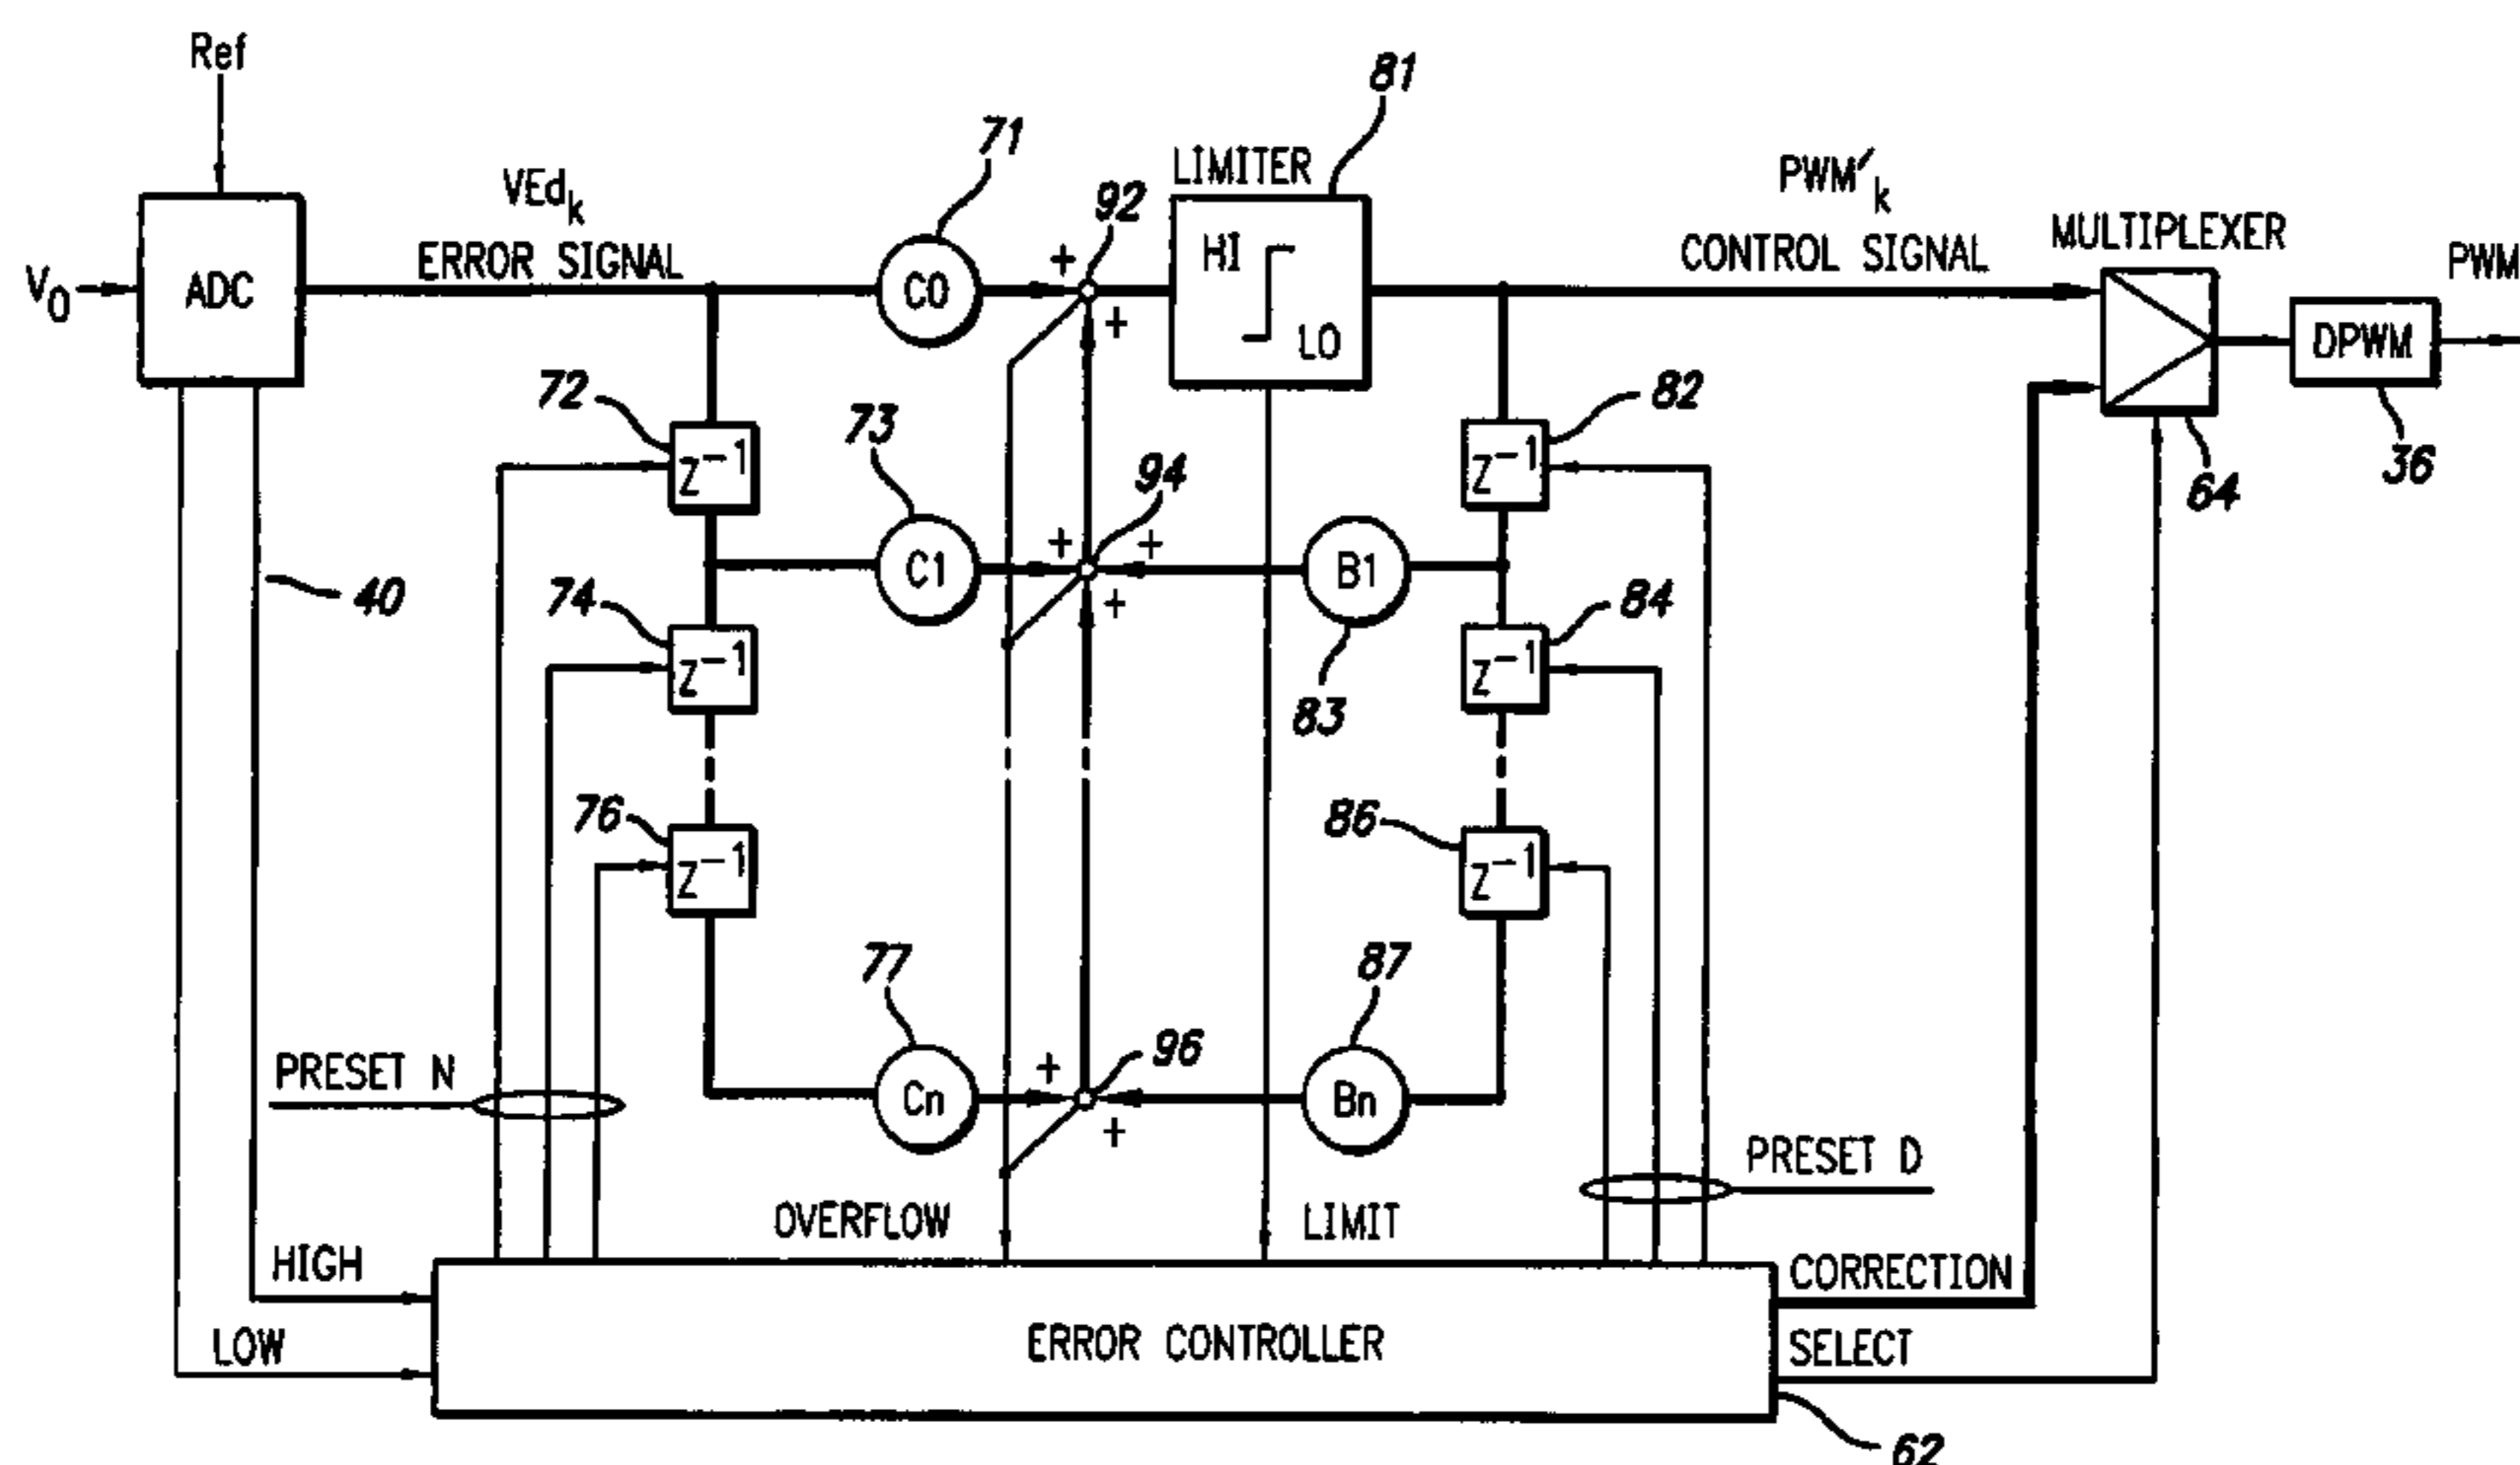 Ref
81
71
LIMITER
VEdk
92
PWM′k
MULTIPLEXER
ERROR SIGNAL
HI
CONTROL SIGNAL
PWM
V0
ADC
C0
+
+
LO
DPWM
72
73
82
Z−1
94
Z−1
64
36
C1
+
+
B1
40
74
+
84
Z−1
Z−1
83
76
86
Z−1
Z−1
77
87
PRESET N
Cn
+
96
Bn
+
PRESET D
OVERFLOW
LIMIT
HIGH
CORRECTION
LOW
ERROR CONTROLLER
SELECT
62